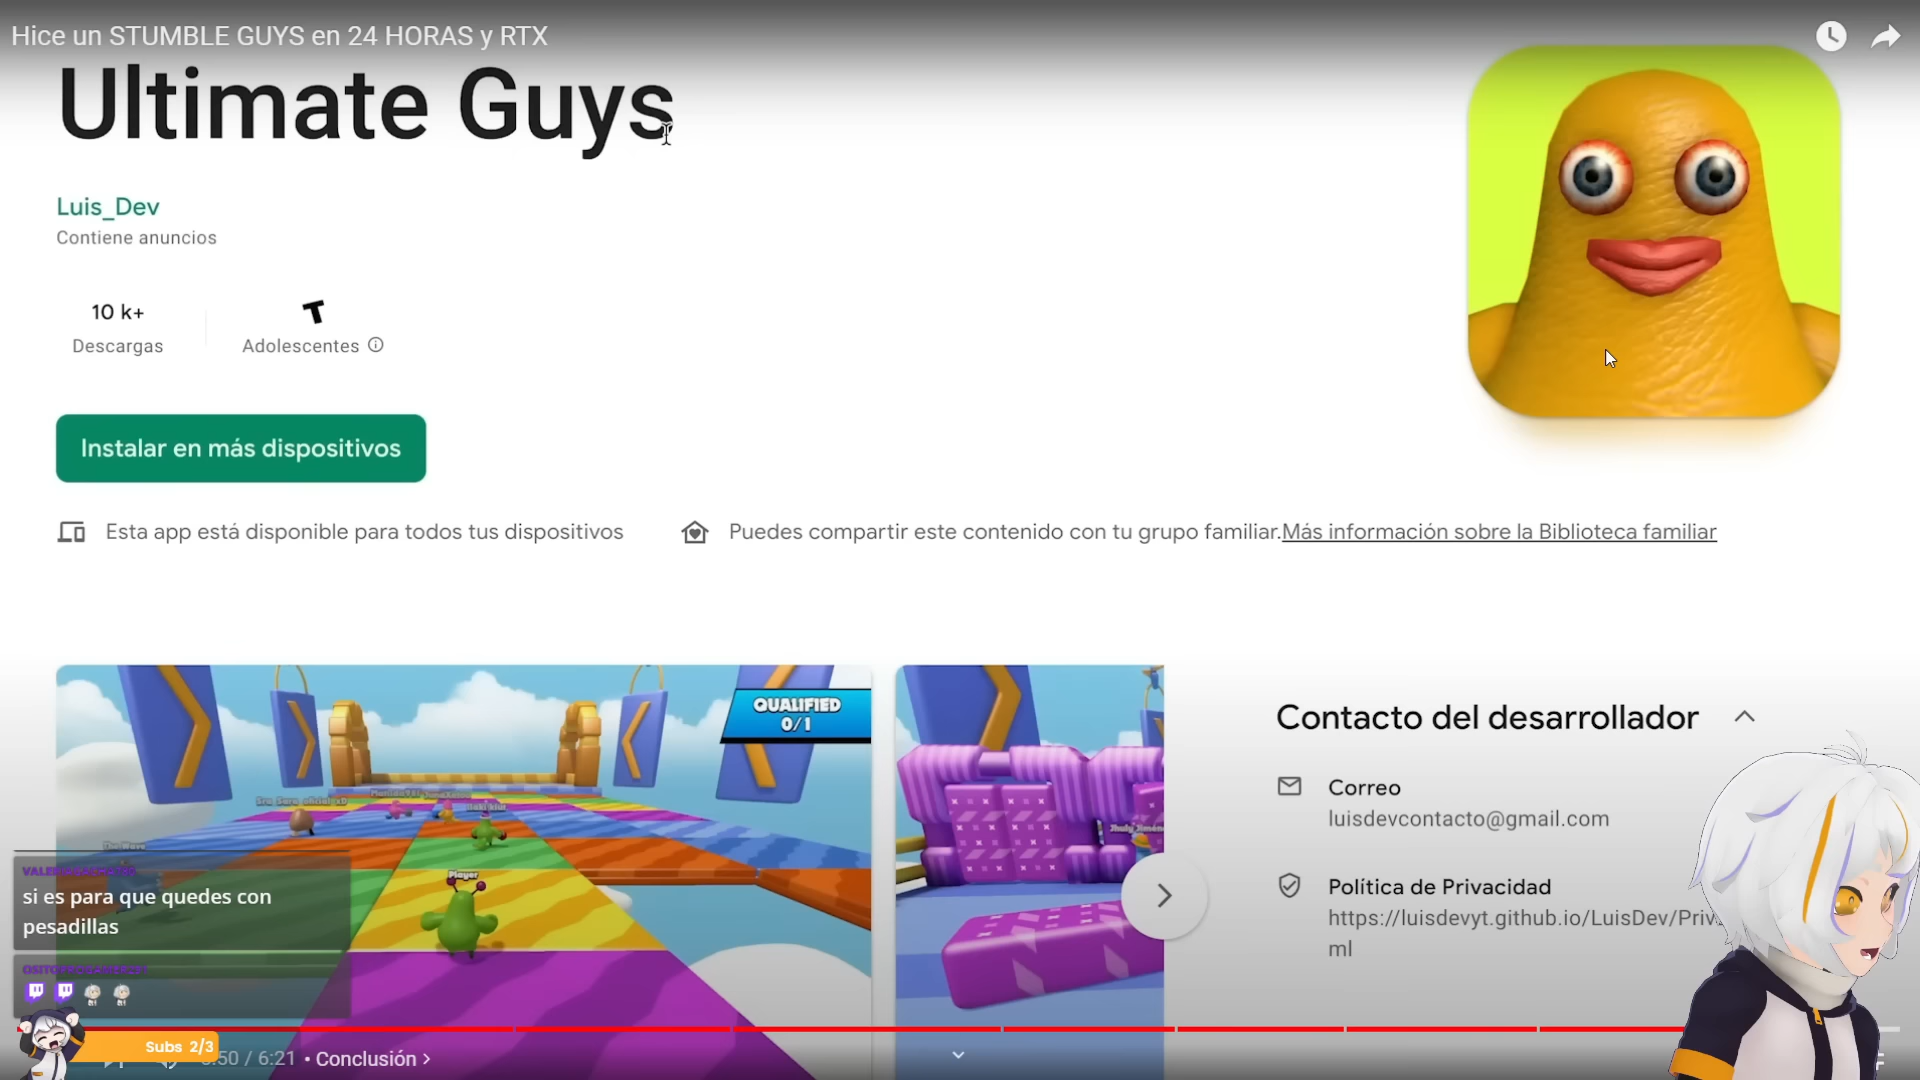 Hice un STUMBLE GUYS en 24 HORAS y RTX
Ultimate Guys
Luis_Dev
Contiene anuncios
10 k+
Descargas
T
Adolescentes
Instalar en más dispositivos
Esta app está disponible para todos tus dispositivos
Puedes compartir este contenido con tu grupo familiar.Más información sobre la Biblioteca familiar
QUALIFIED
0/1
Player
Contacto del desarrollador
Correo
luisdevcontacto@gmail.com
Política de Privacidad
https://luisdevyt.github.io/LuisDev/Priv
ml
si es para que quedes con
pesadillas
Subs 2/3
:50 / 6:21 • Conclusión